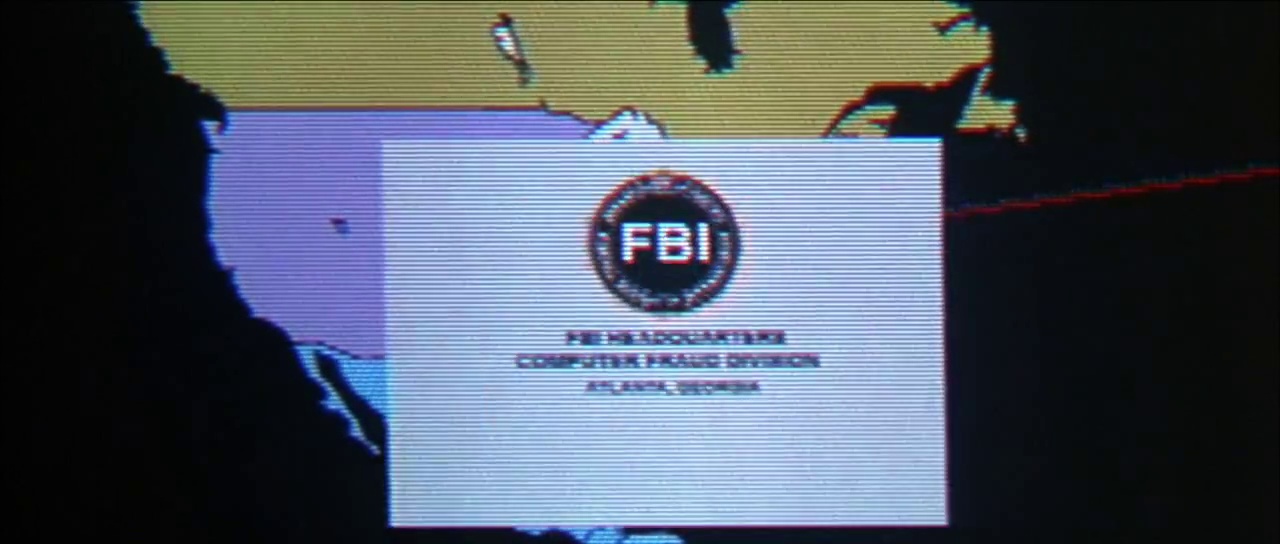 FBI
FBI HEADQUARTERS
COMPUTER FRAUD DIVISION
ATLANTA, GEORGIA